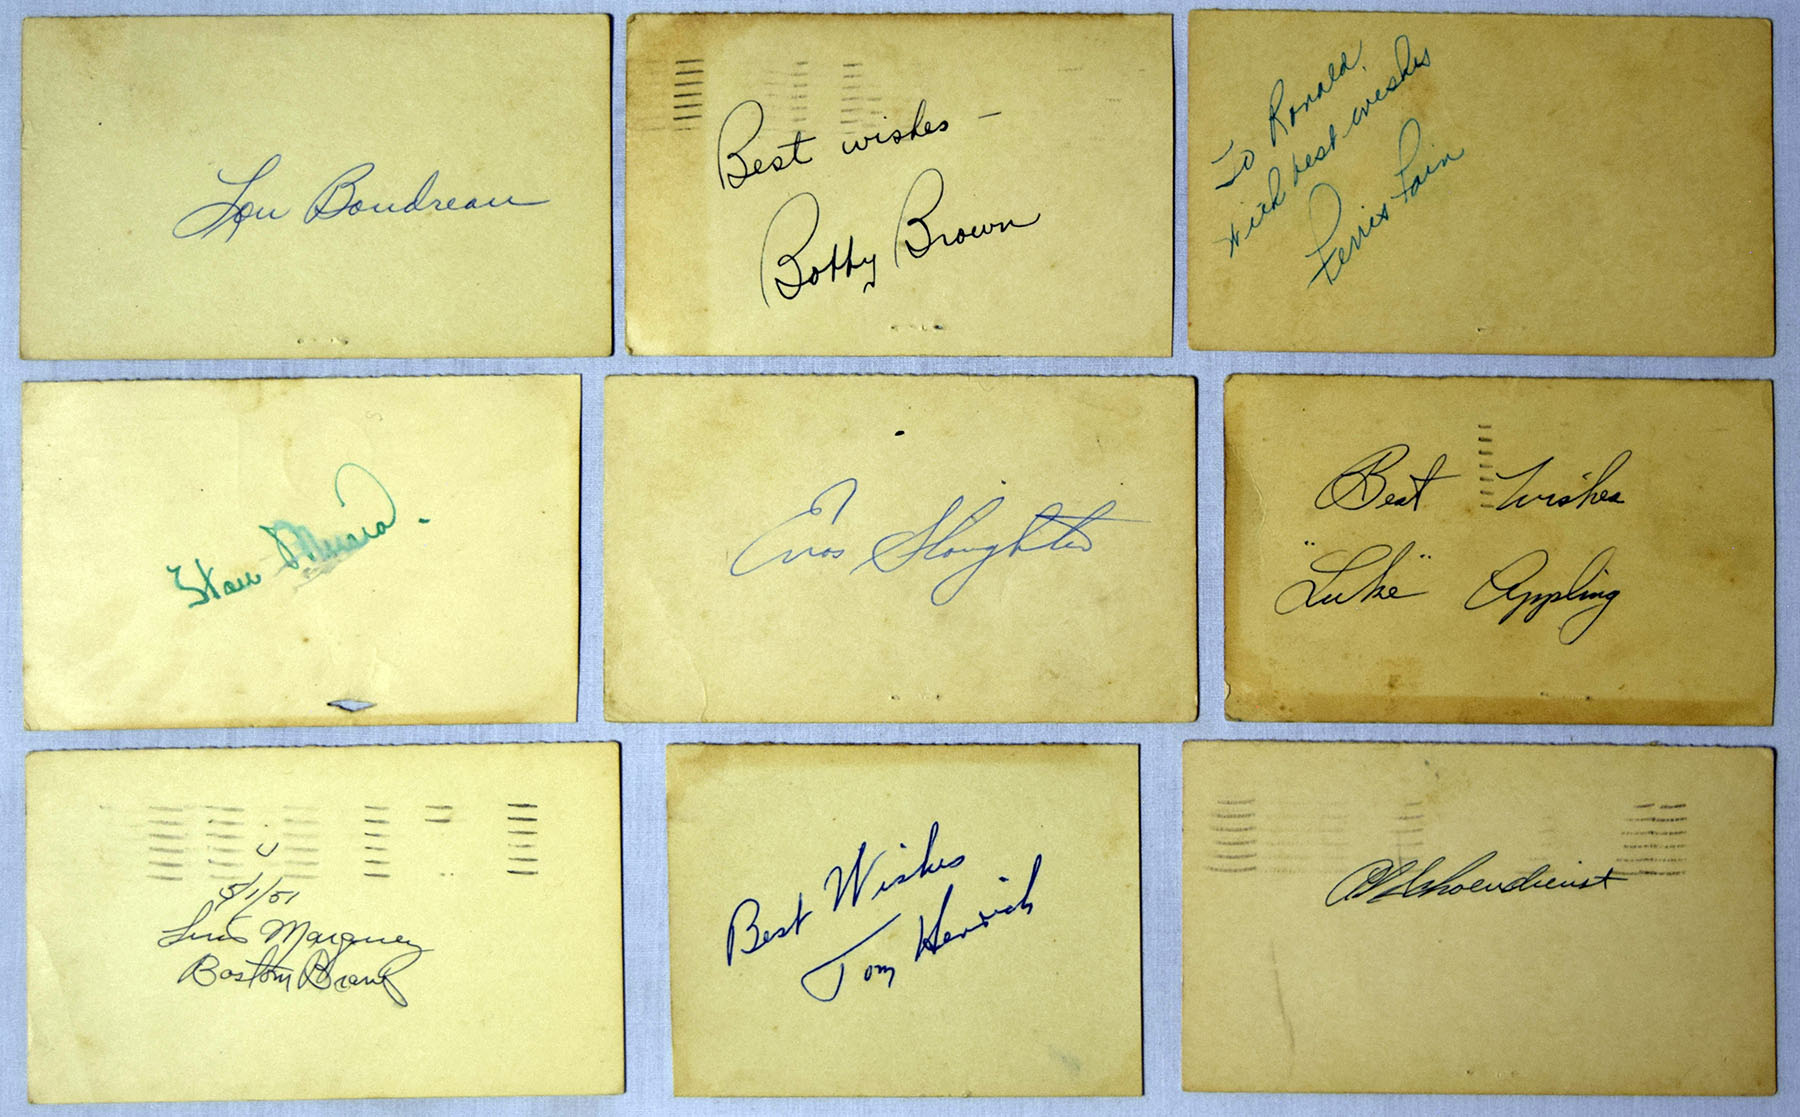 Lou Boudreau
Best wishes —
Bobby Brown
To Ronald,
with best wishes
Ferris Fain
Stan Musial.
Enos Slaughter
Best Wishes
"Luke" Appling
5/1/51
Luis Marquez
Boston Braves
Best Wishes
Tom Henrich
Al Schoendienst